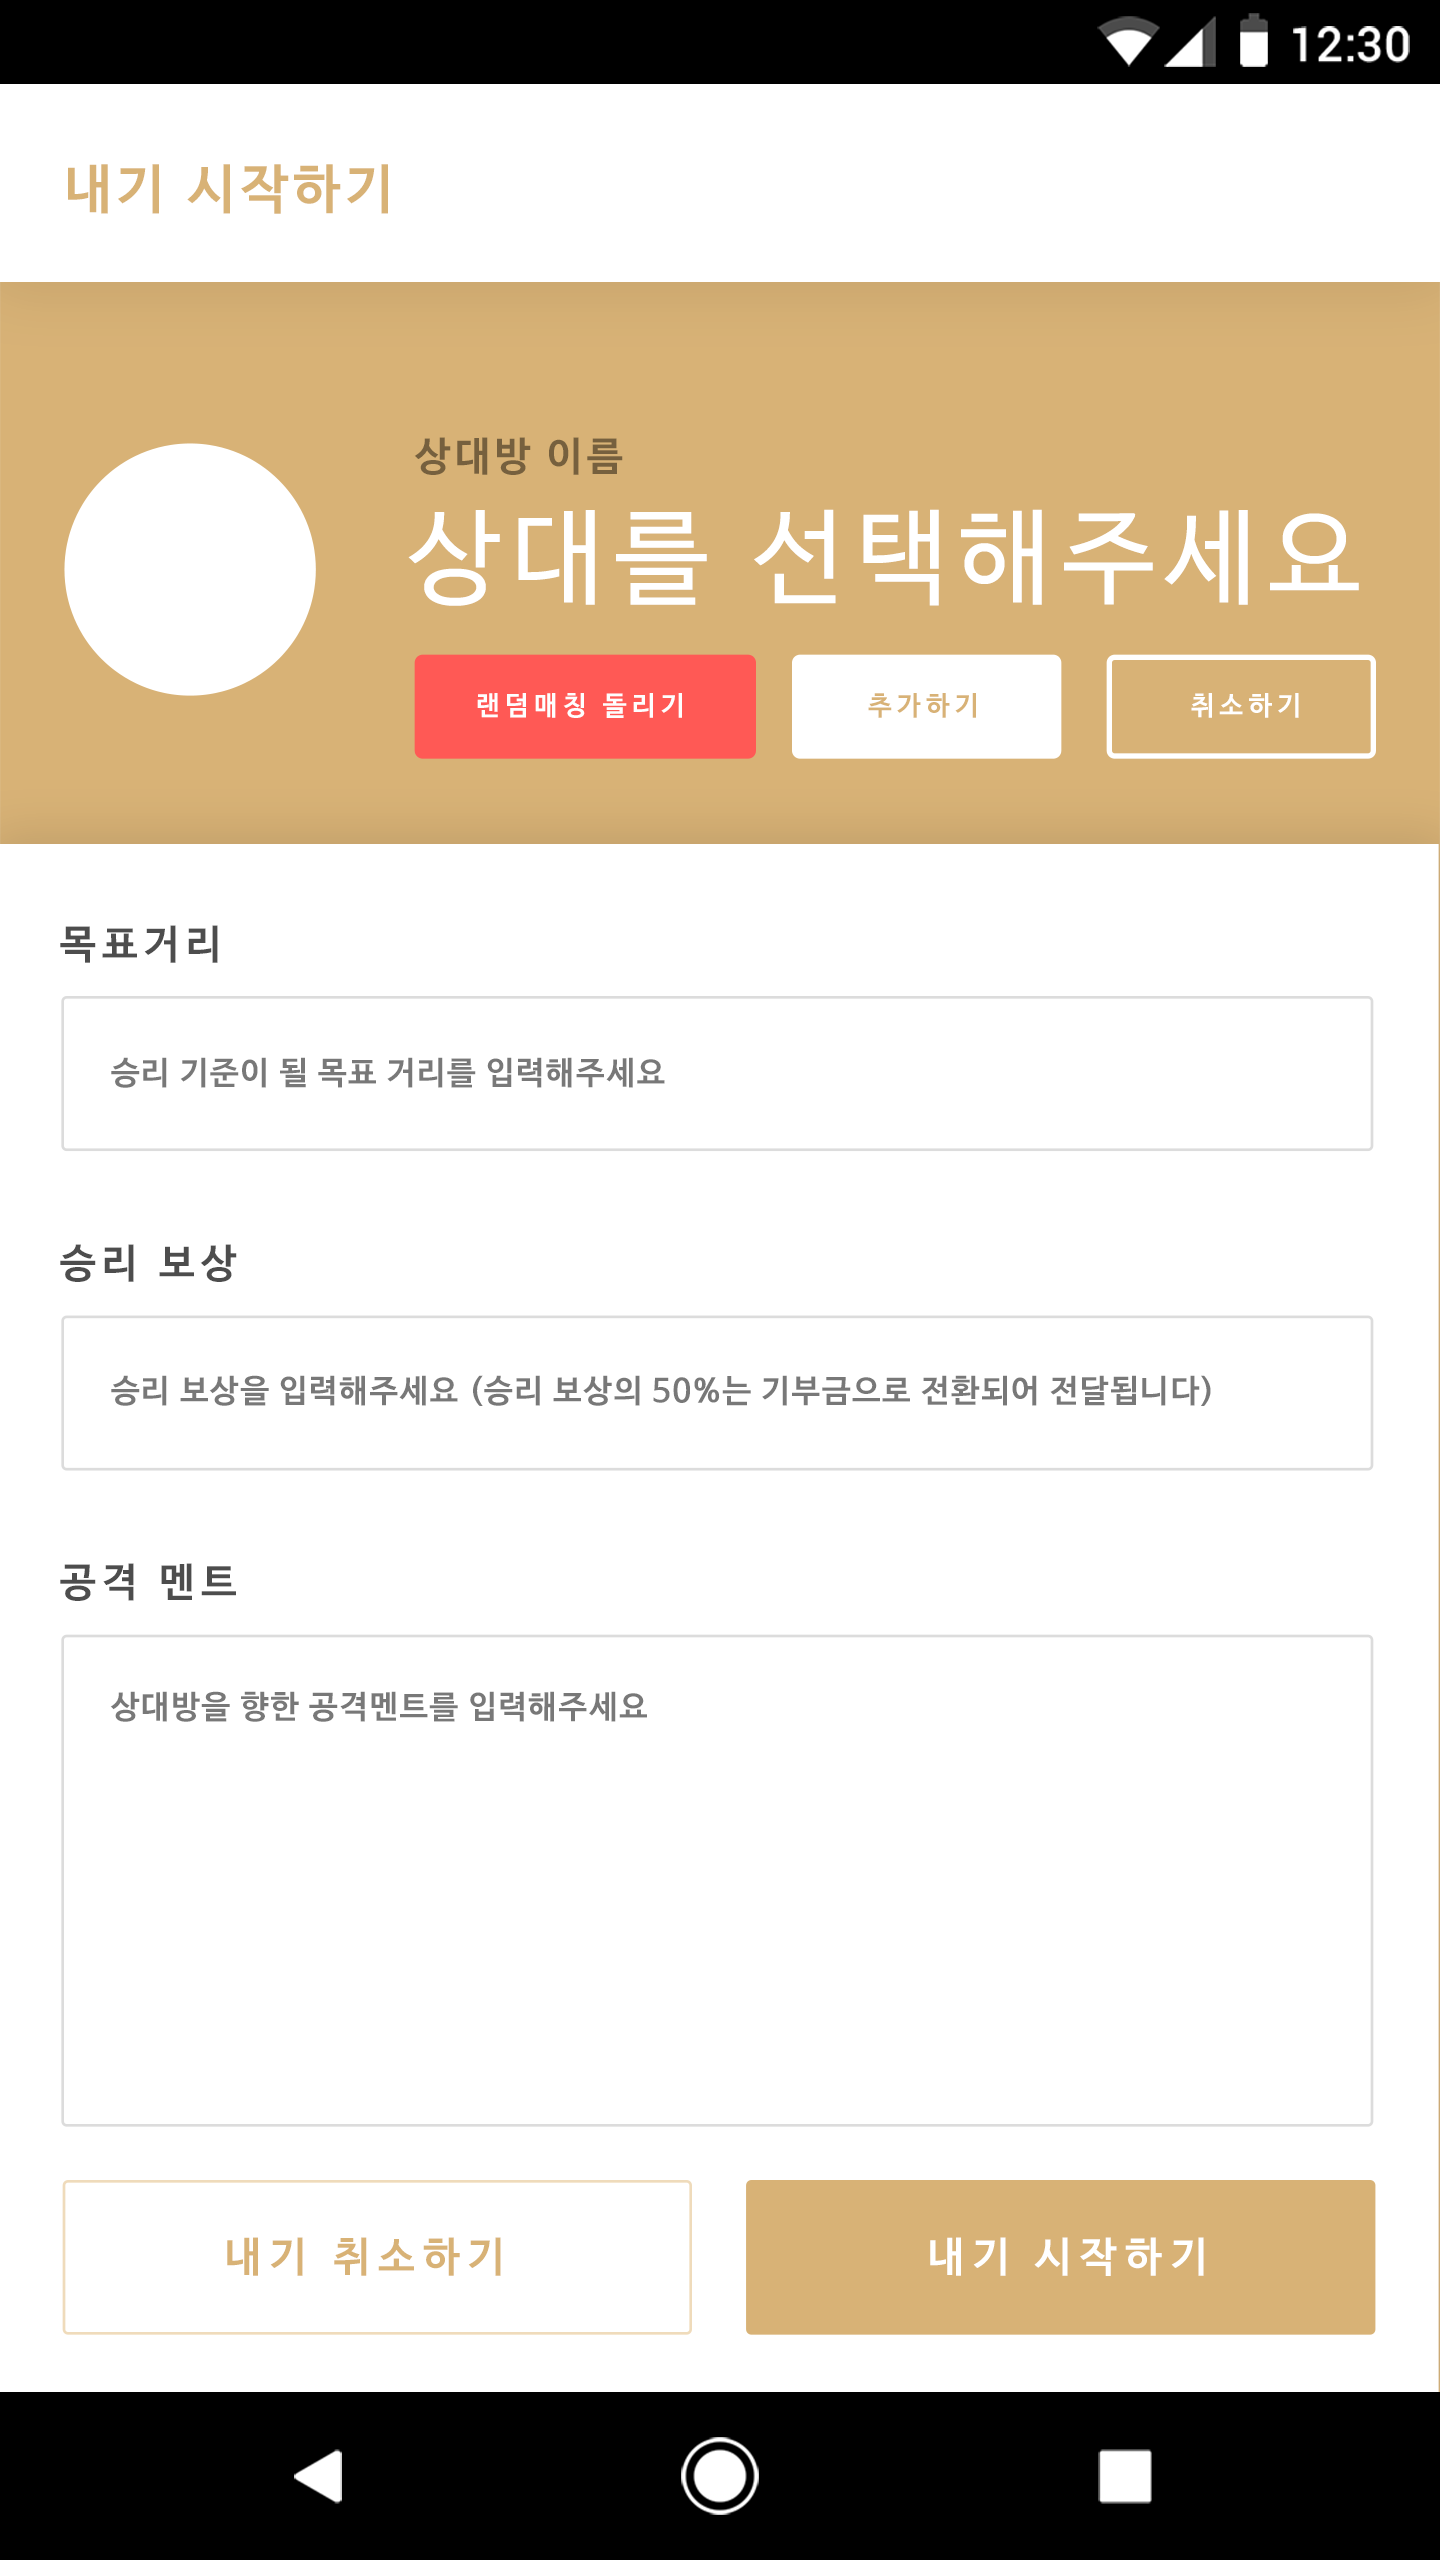 12:30
내기 시작하기
상대방 이름
상대를 선택해주세요
랜덤매칭 돌리기 추가하기 취소하기
목표거리
승리 기준이 될 목표 거리를 입력해주세요
승리 보상
승리 보상을 입력해주세요 (승리 보상의 50%는 기부금으로 전환되어 전달됩니다)
공격 멘트
상대방을 향한 공격멘트를 입력해주세요
내기 취소하기 내기 시작하기